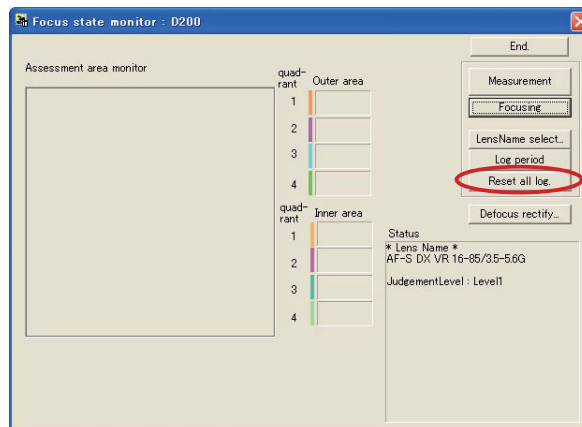 Focus state monitor : D200
End.
Assessment area monitor
quad-
rant
Outer area
1
2
3
4
quad-
rant
Inner area
1
2
3
4
Measurement
Focusing
LensName select...
Log period
Reset all log.
Defocus rectify...
Status
* Lens Name *
AF-S DX VR 16-85/3.5-5.6G
JudgementLevel : Level1